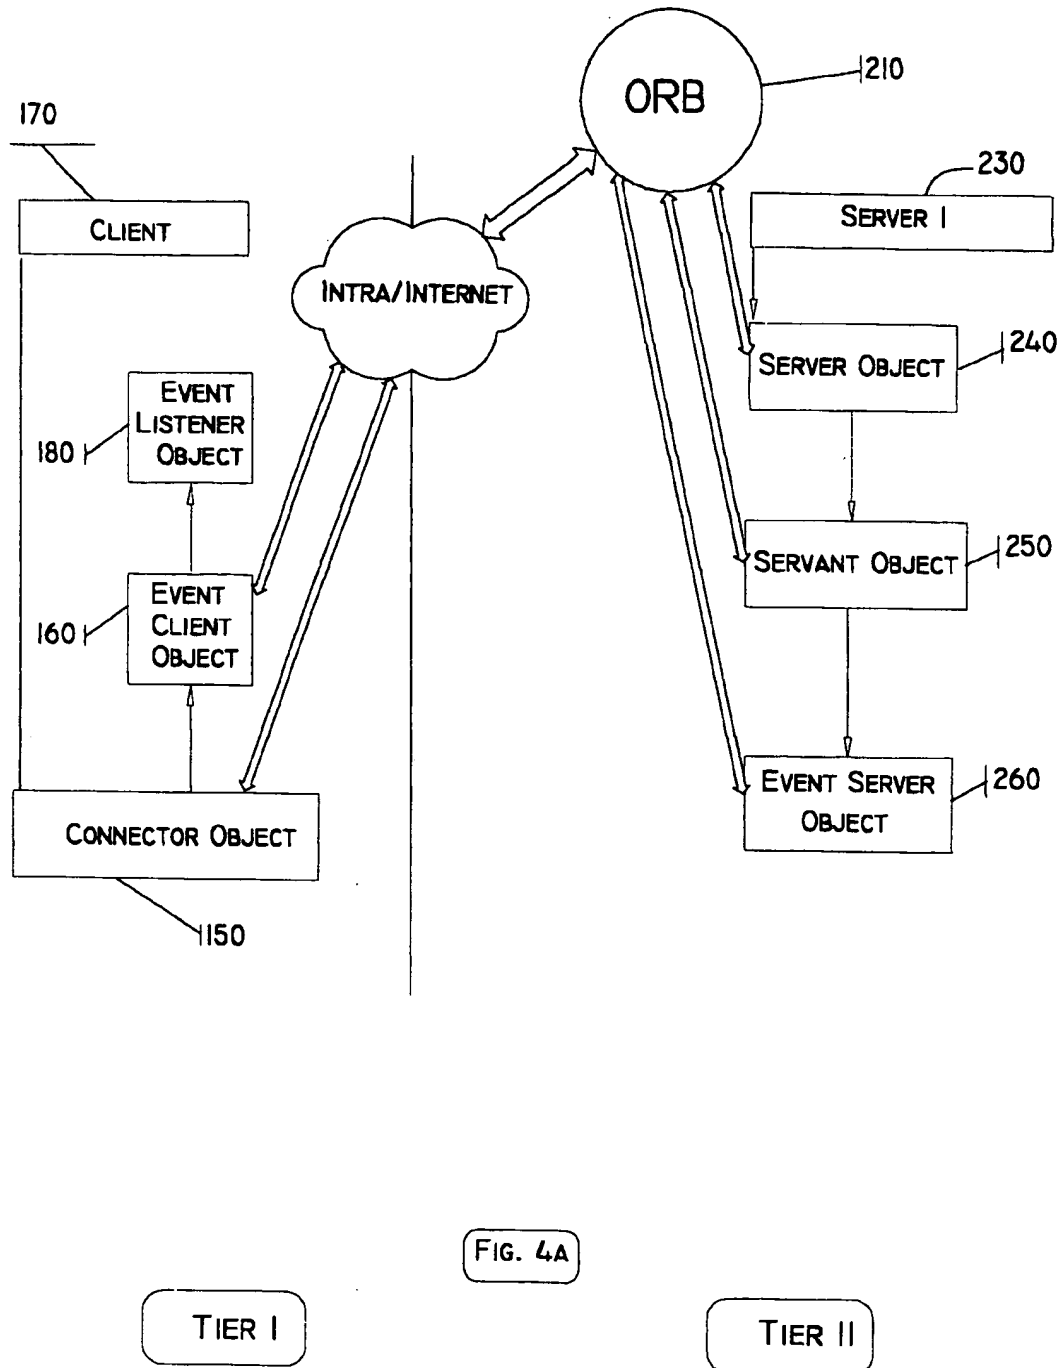 210
ORB
170
230
CLIENT
SERVER I
INTRA/INTERNET
240
SERVER OBJECT
EVENT
LISTENER
OBJECT
180
250
SERVANT OBJECT
EVENT
CLIENT
OBJECT
160
260
EVENT SERVER
OBJECT
CONNECTOR OBJECT
150
FIG. 4A
TIER I
TIER II